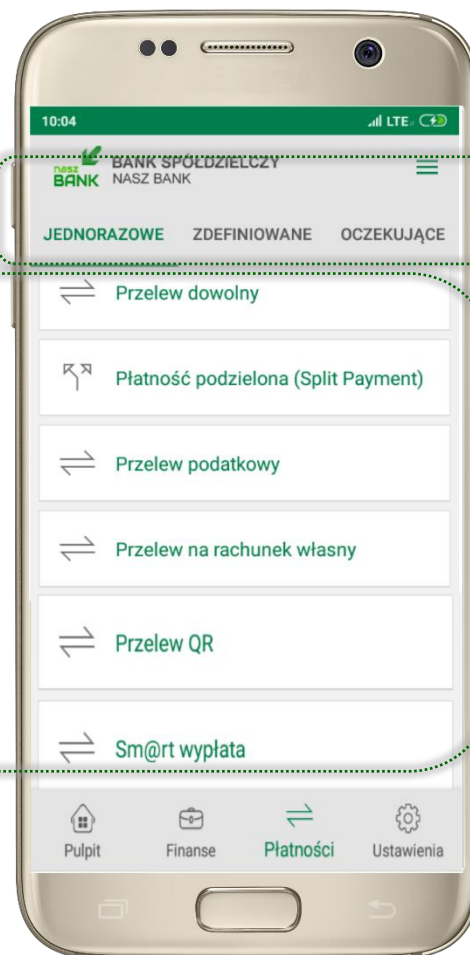 10:04
LTE
nasz
BANK
BANK SPÓŁDZIELCZY
NASZ BANK
JEDNORAZOWE ZDEFINIOWANE OCZEKUJĄCE
Przelew dowolny
Płatność podzielona (Split Payment)
Przelew podatkowy
Przelew na rachunek własny
Przelew QR
Sm@rt wypłata
Pulpit Finanse Płatności Ustawienia